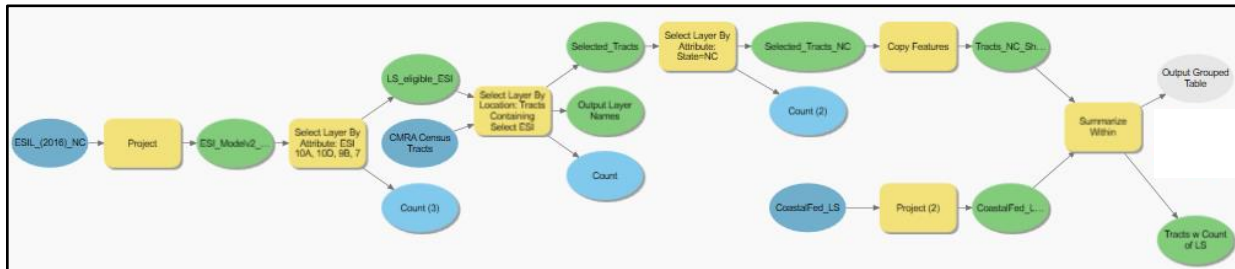 ESIL_(2016)_NC
Project
ESI_Modelv2_...
Select Layer By
Attribute: ESI
10A, 10D, 9B, 7
Count (3)
LS_eligible_ESI
CMRA Census
Tracts
Select Layer By
Location: Tracts
Containing
Select ESI
Selected_Tracts
Output Layer
Names
Count
Select Layer By
Attribute:
State=NC
Selected_Tracts_NC
Count (2)
Copy Features
Tracts_NC_Sh...
CoastalFed_LS
Project (2)
CoastalFed_L...
Summarize
Within
Output Grouped
Table
Tracts w Count
of LS